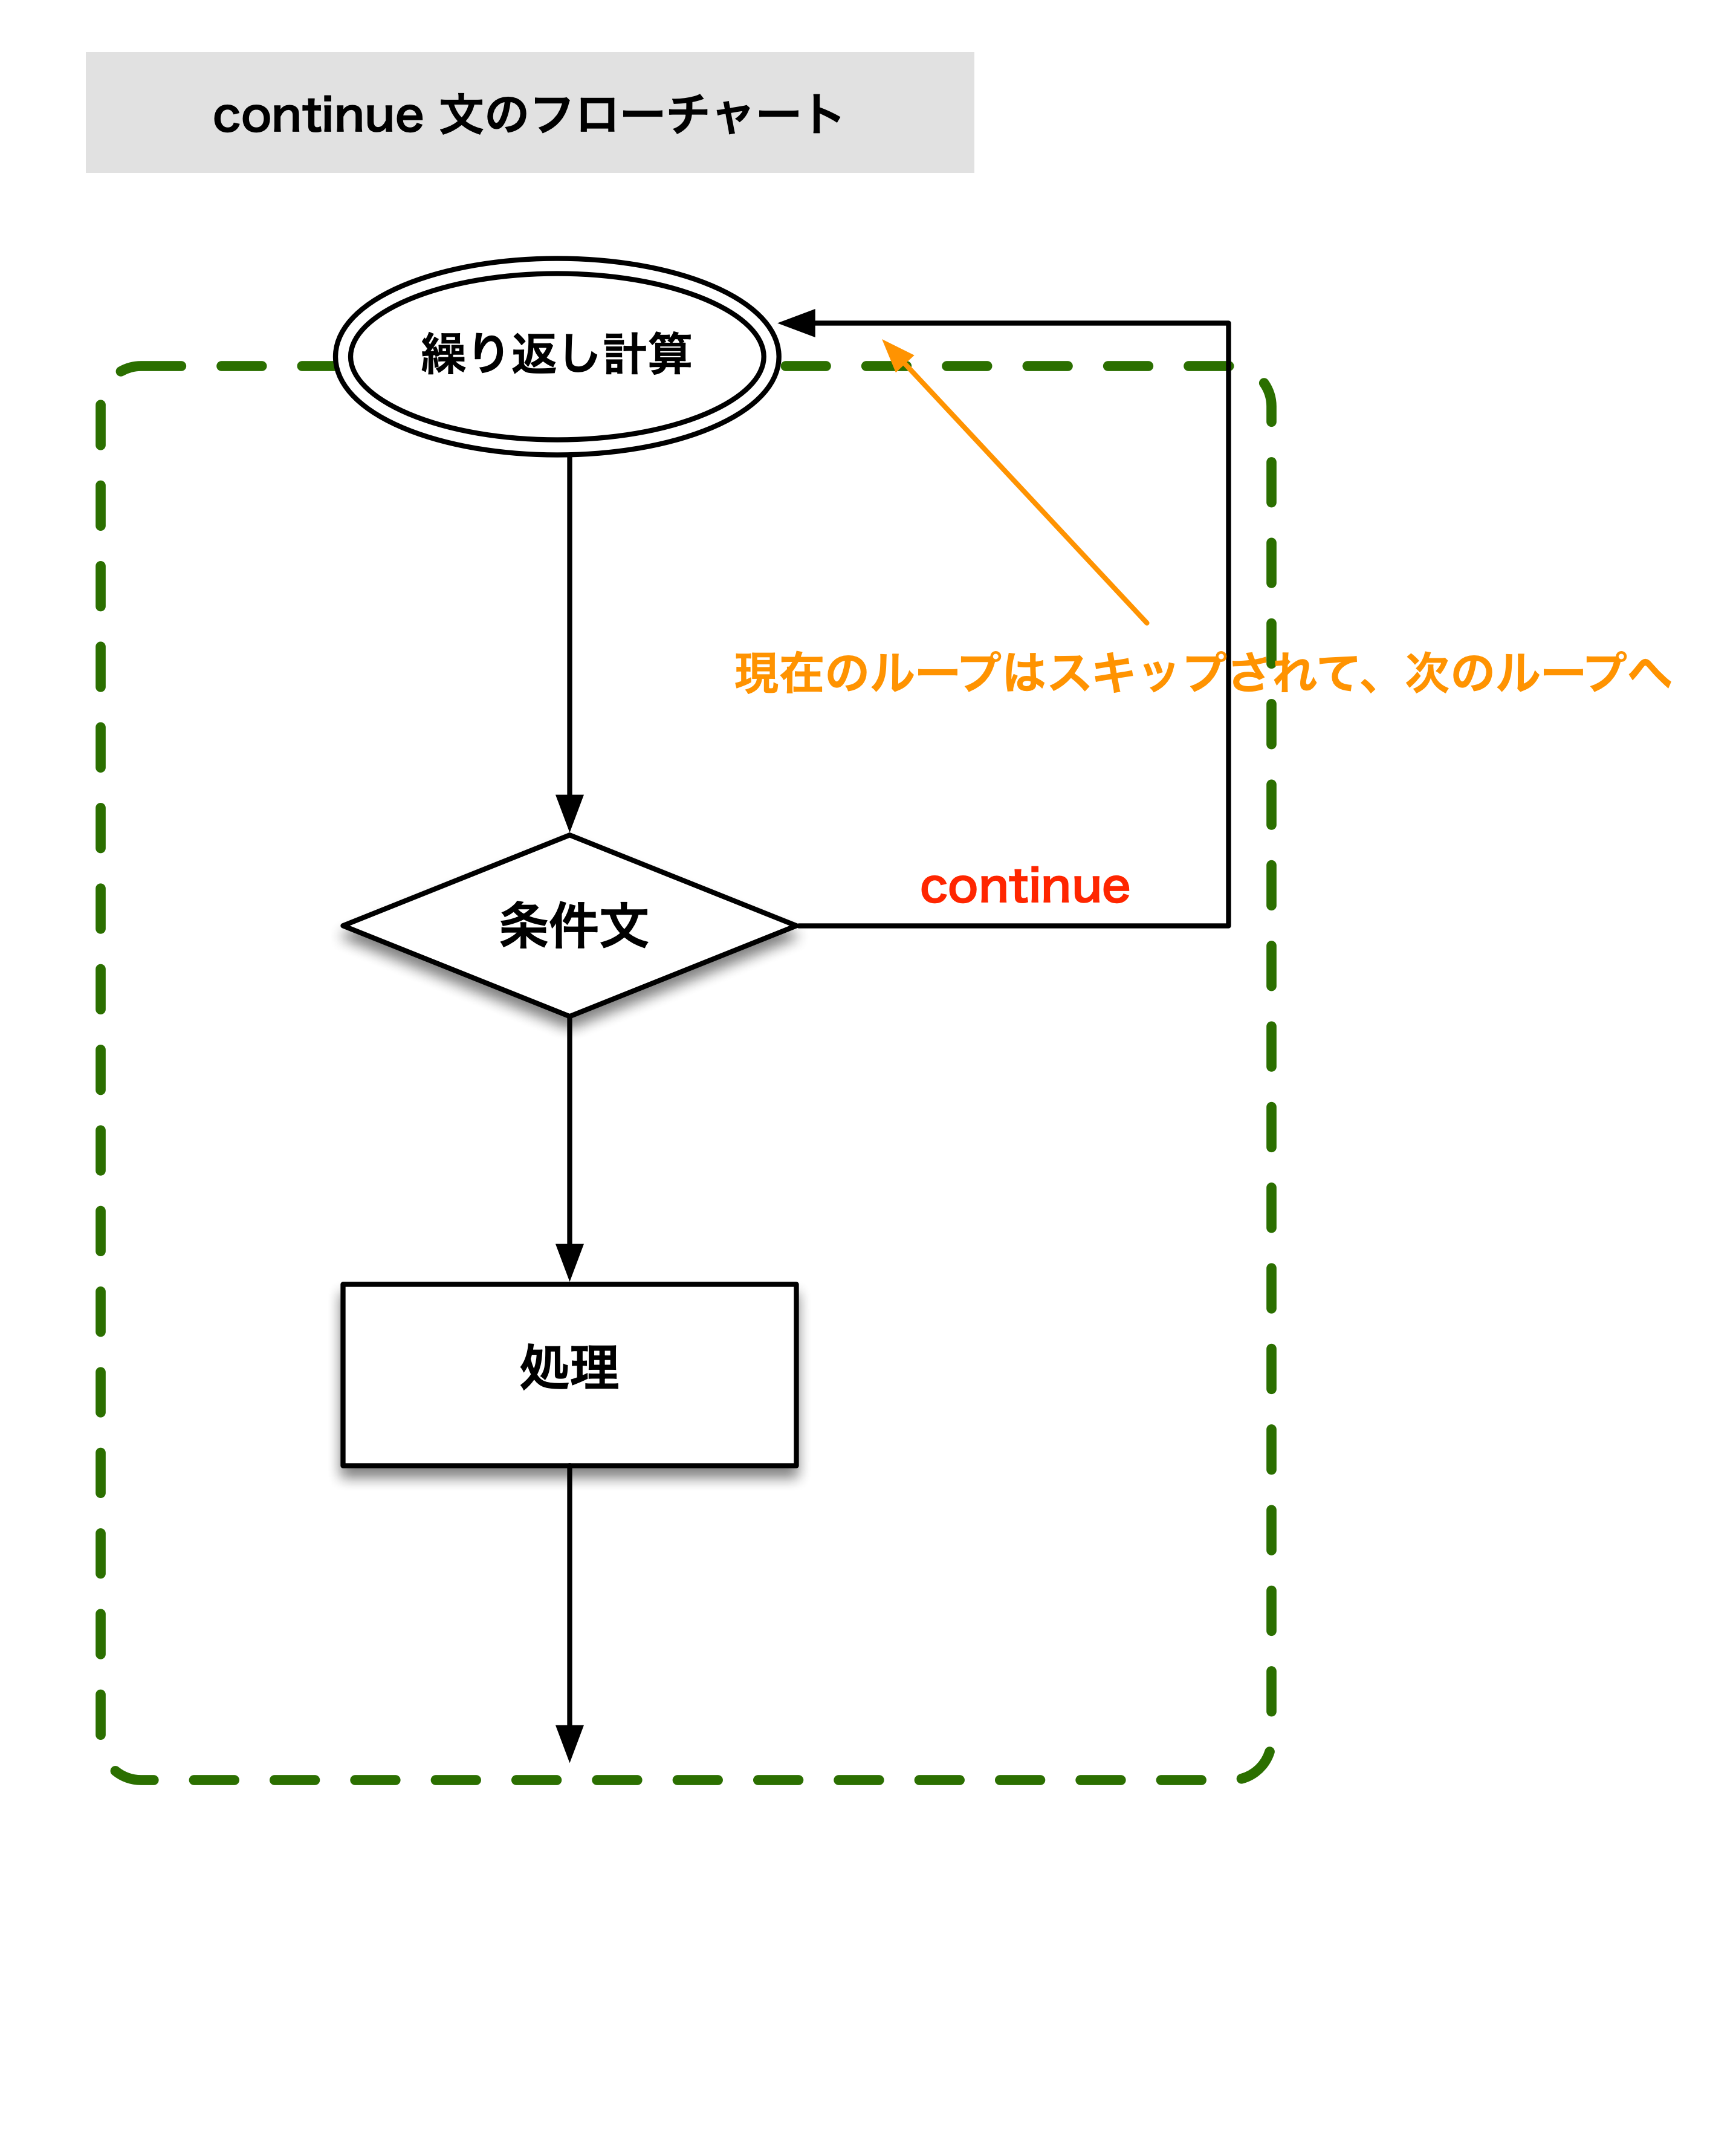 continue 文のフローチャート
繰り返し計算
現在のループはスキップされて、次のループへ
continue
条件文
処理